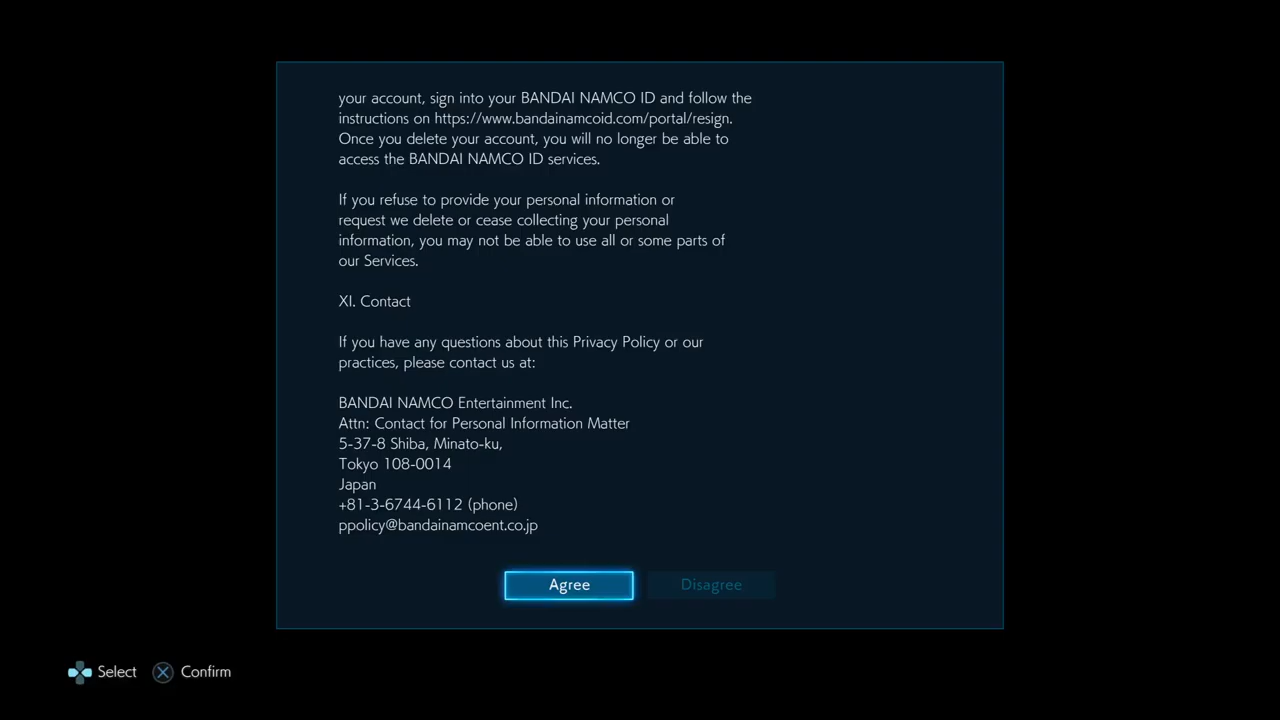 your account, sign into your BANDAI NAMCO ID and follow the
instructions on https://www.bandainamcoid.com/portal/resign.
Once you delete your account, you will no longer be able to
access the BANDAI NAMCO ID services.
If you refuse to provide your personal information or
request we delete or cease collecting your personal
information, you may not be able to use all or some parts of
our Services.
XI. Contact
If you have any questions about this Privacy Policy or our
practices, please contact us at:
BANDAI NAMCO Entertainment Inc.
Attn: Contact for Personal Information Matter
5-37-8 Shiba, Minato-ku,
Tokyo 108-0014
Japan
+81-3-6744-6112 (phone)
ppolicy@bandainamcoent.co.jp
Agree Disagree
Select Confirm